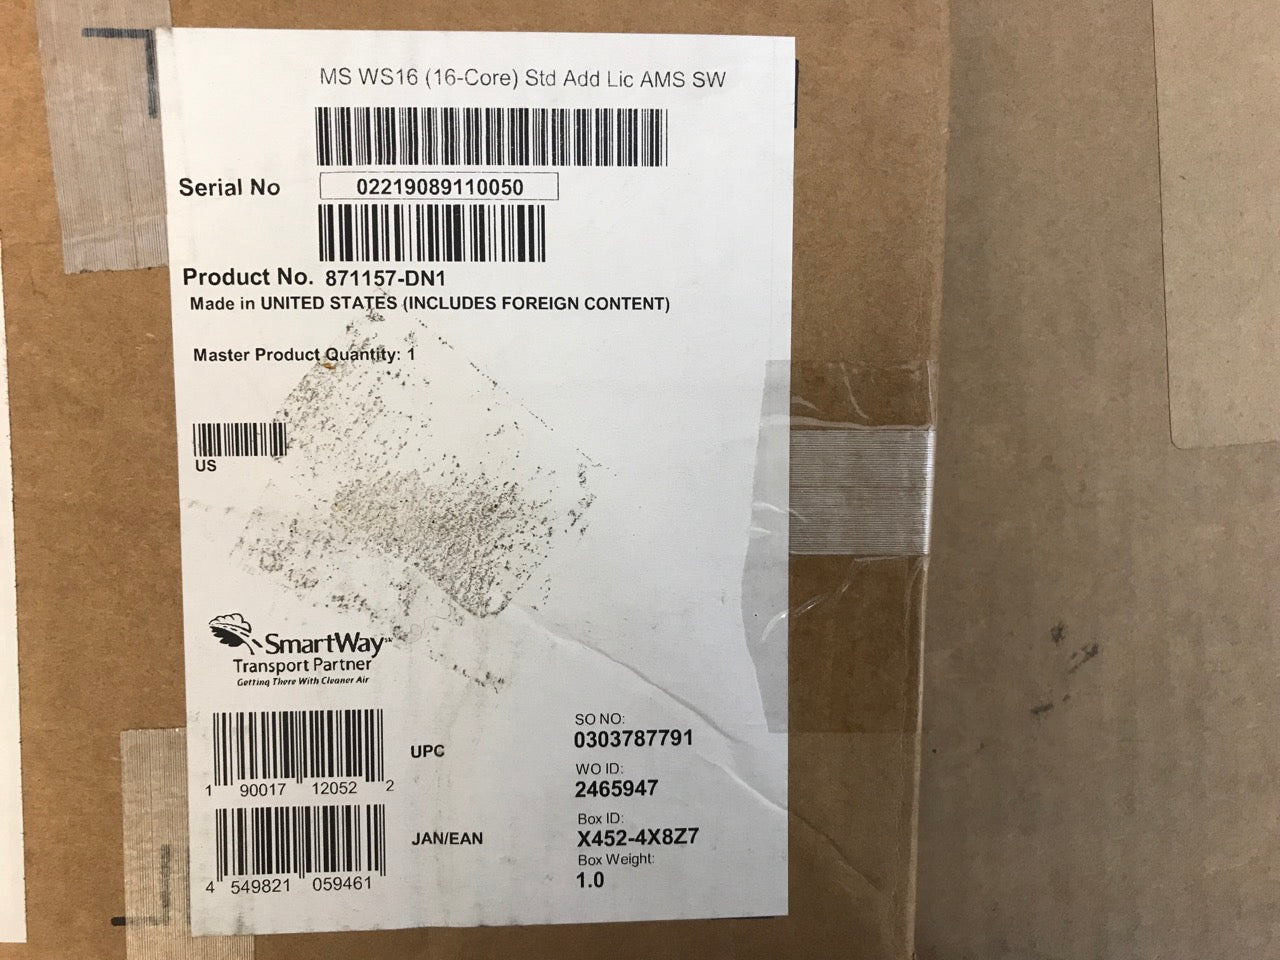 MS WS16 (16-Core) Std Add Lic AMS SW
Serial No 02219089110050
Product No. 871157-DN1
Made in UNITED STATES (INCLUDES FOREIGN CONTENT)
Master Product Quantity: 1
US
SmartWay
Transport Partner
Getting There With Cleaner Air
UPC
1 90017 12052 2
JAN/EAN
4 549821 059461
SO NO:
0303787791
WO ID:
2465947
Box ID:
X452-4X8Z7
Box Weight:
1.0